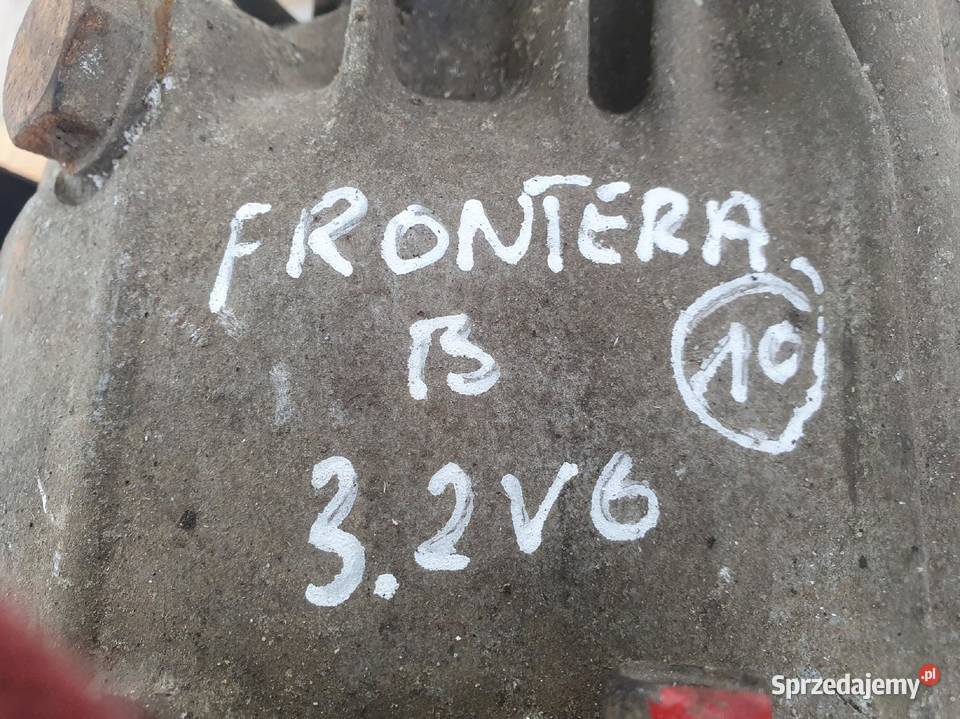 FRONTERA
B
10
3.2V6
Sprzedajemy.pl